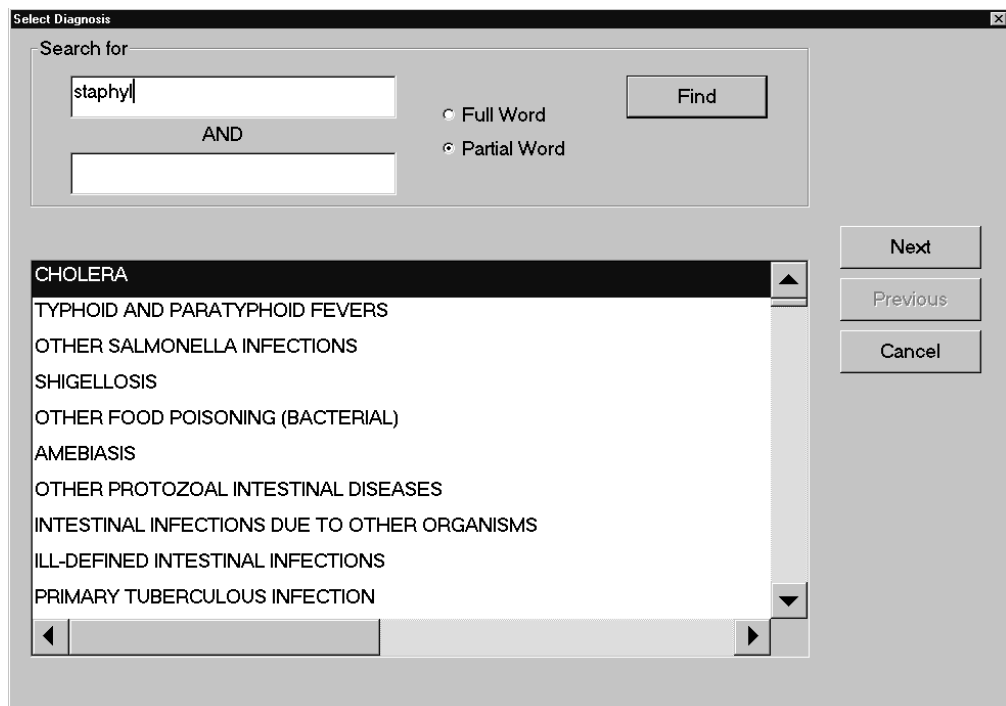 Select Diagnosis
Search for
staphyl
AND
Full Word
Partial Word
Find
Next
Previous
Cancel
CHOLERA
TYPHOID AND PARATYPHOID FEVERS
OTHER SALMONELLA INFECTIONS
SHIGELLOSIS
OTHER FOOD POISONING (BACTERIAL)
AMEBIASIS
OTHER PROTOZOAL INTESTINAL DISEASES
INTESTINAL INFECTIONS DUE TO OTHER ORGANISMS
ILL-DEFINED INTESTINAL INFECTIONS
PRIMARY TUBERCULOUS INFECTION